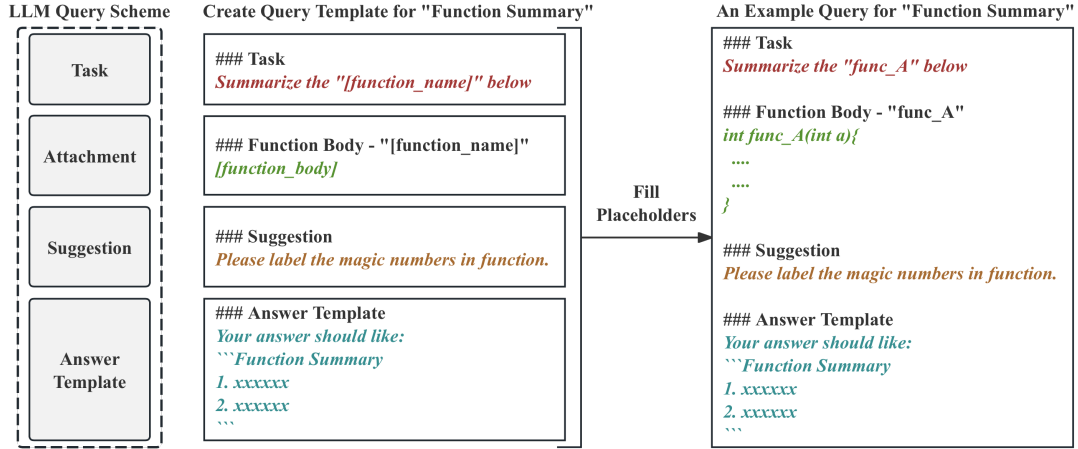 LLM Query Scheme
Task
Attachment
Suggestion
Answer
Template
Create Query Template for "Function Summary"
### Task
Summarize the "[function_name]" below
### Function Body - "[function_name]"
[function_body]
### Suggestion
Please label the magic numbers in function.
### Answer Template
Your answer should like:
```Function Summary
1. xxxxxx
2. xxxxxx
```
Fill
Placeholders
An Example Query for "Function Summary"
### Task
Summarize the "func_A" below
### Function Body - "func_A"
int func_A(int a){
....
....
}
### Suggestion
Please label the magic numbers in function.
### Answer Template
Your answer should like:
```Function Summary
1. xxxxxx
2. xxxxxx
```